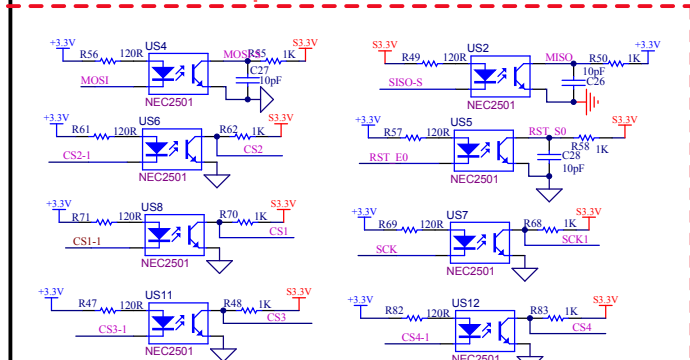 +3.3V US4 S3.3V
R56 120R MOSI-S R55 1K
C27
10pF
MOSI
NEC2501
S3.3V US2 +3.3V
R49 120R MISO R50 1K
10pF
C26
SISO-S
NEC2501
+3.3V US6 S3.3V
R61 120R R62 1K
CS2-1 CS2
NEC2501
+3.3V US5 S3.3V
R57 120R RST_S0
R58 1K
C28
10pF
RST_E0
NEC2501
+3.3V US8 S3.3V
R71 120R R70 1K
CS1-1 CS1
NEC2501
+3.3V US7 S3.3V
R69 120R R68 1K
SCK SCK1
NEC2501
+3.3V US11 S3.3V
R47 120R R48 1K
CS3-1 CS3
NEC2501
+3.3V US12 S3.3V
R82 120R R83 1K
CS4-1 CS4
NEC2501